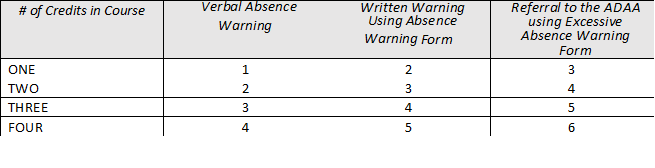 # of Credits in Course
Verbal Absence
Warning
Written Warning
Using Absence
Warning Form
Referral to the ADAA
using Excessive
Absence Warning
Form
ONE 1 2 3
TWO 2 3 4
THREE 3 4 5
FOUR 4 5 6